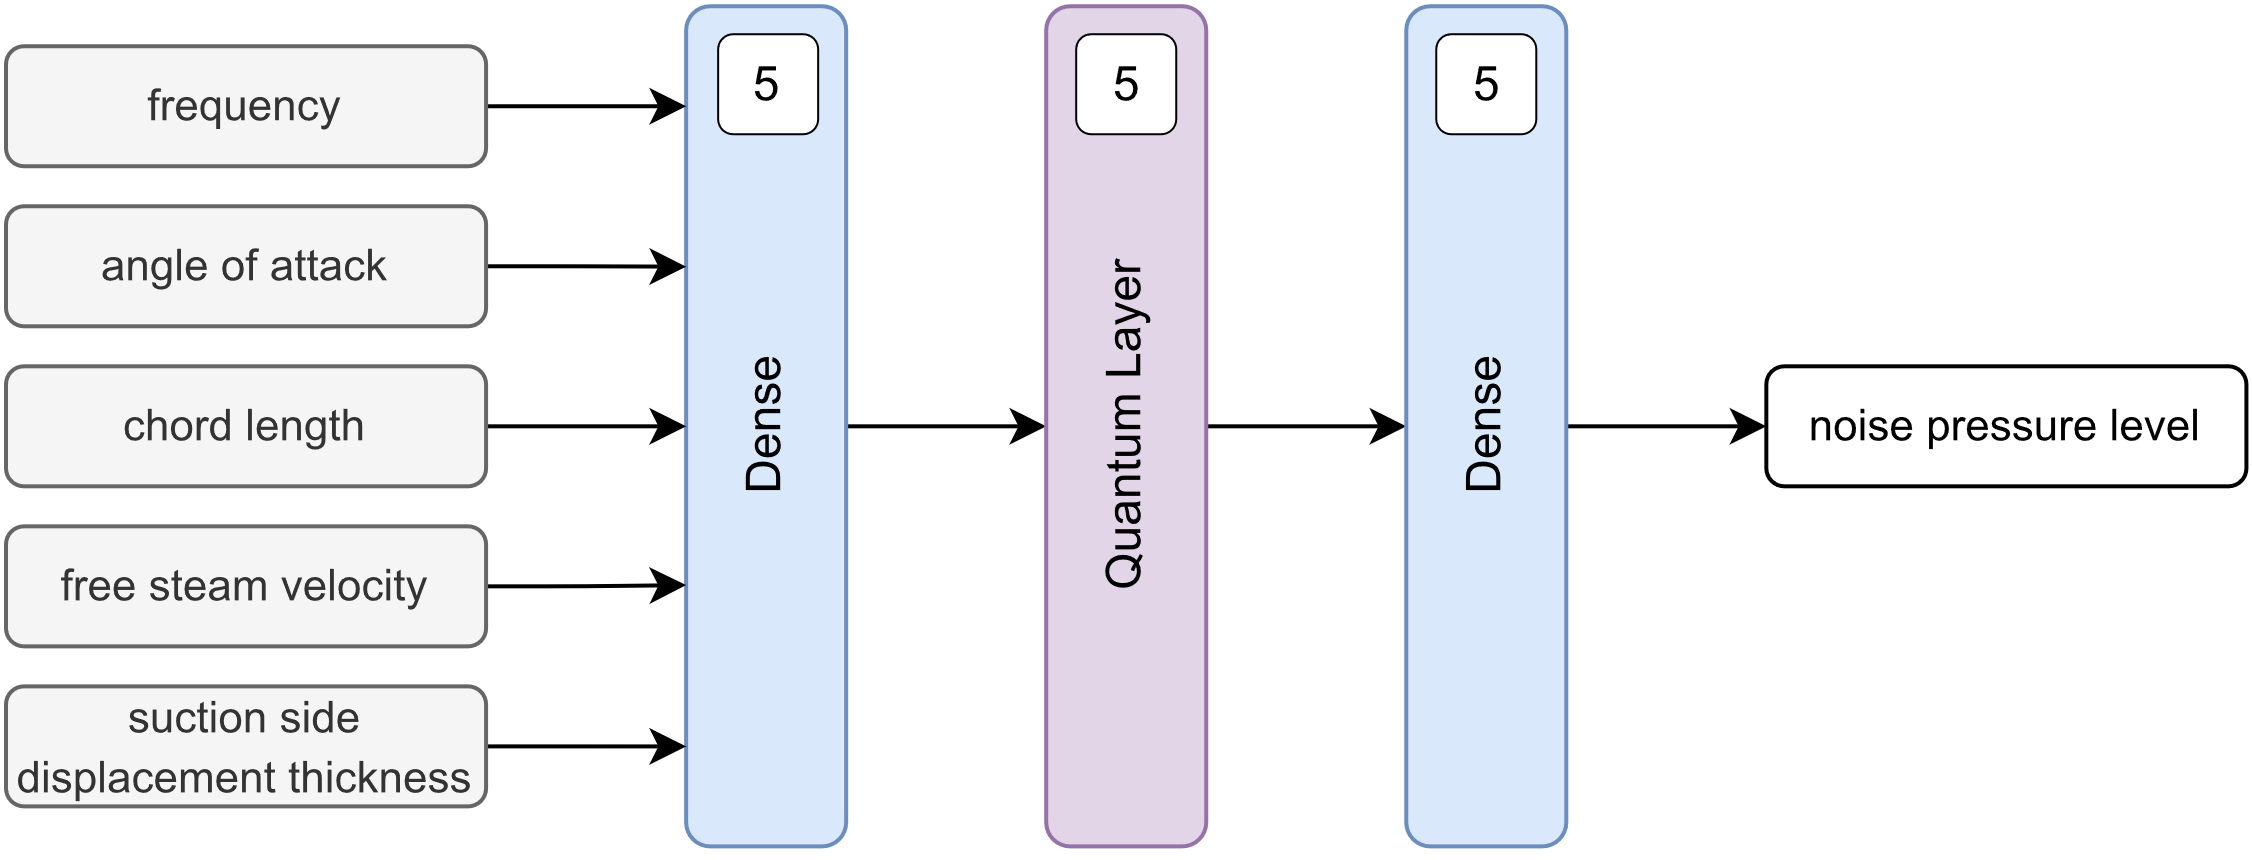 frequency
angle of attack
chord length
free steam velocity
suction side
displacement thickness
5
Dense
5
Quantum Layer
5
Dense
noise pressure level